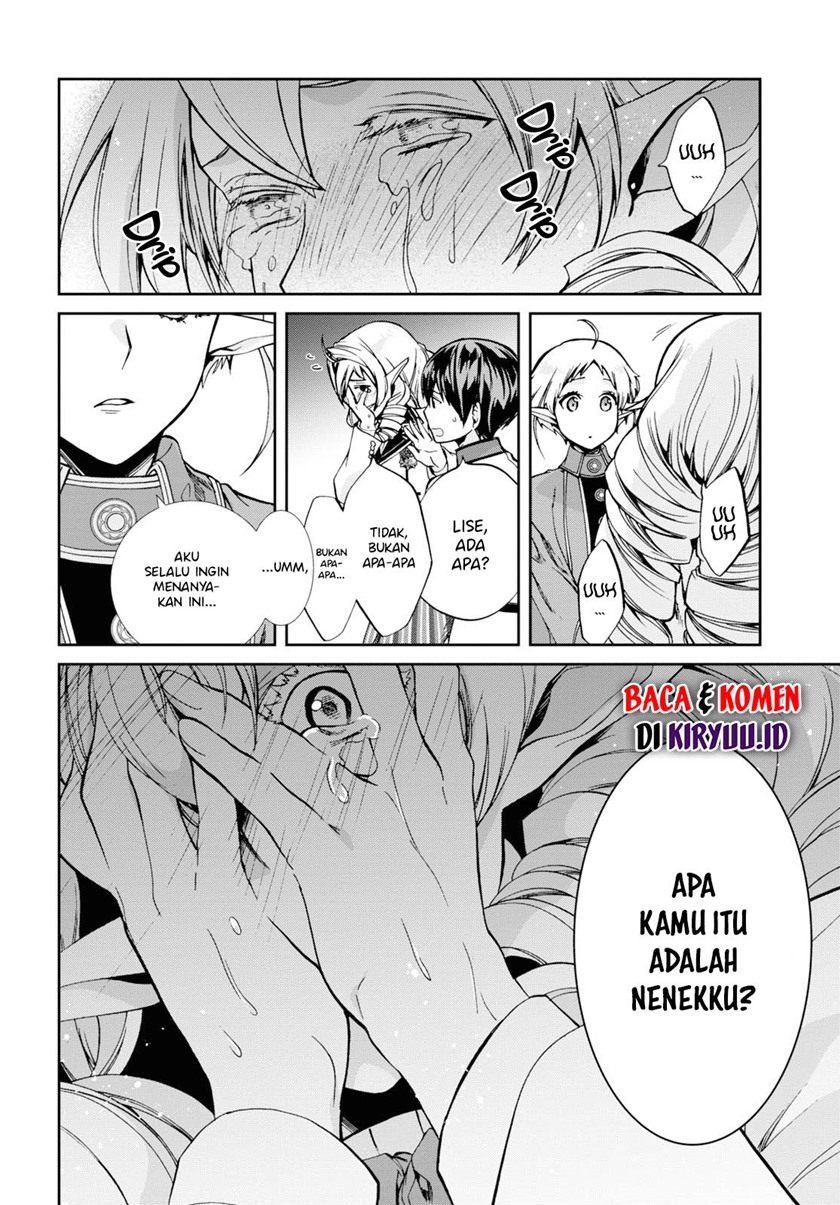 UUH
...
Drip
Drip
Drip
UU
UH
UUH
...
LISE,
ADA
APA?
TIDAK,
BUKAN
APA-APA
BUKAN
APA-
APA...
...UMM,
AKU
SELALU INGIN
MENANYA-
KAN INI...
BACA & KOMEN
DI KIRYUU.ID
APA
KAMU ITU
ADALAH
NENEKKU?